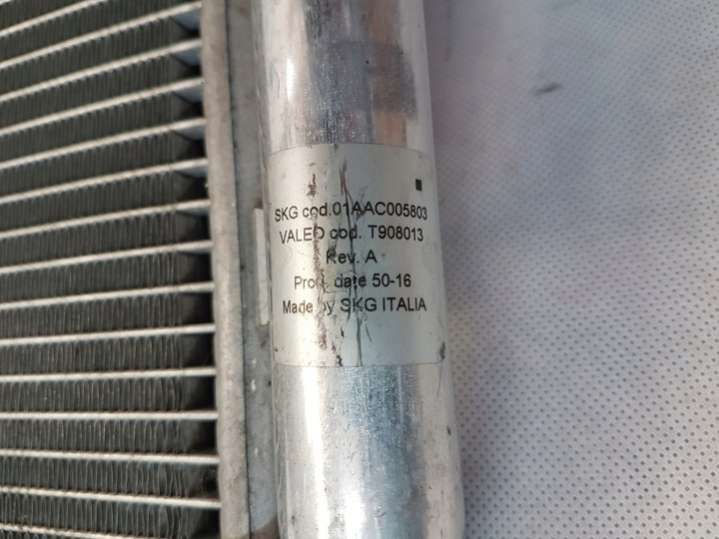 SKG cod.01AAC005803
VALEO cod. T908013
Rev. A
Prod. date 50-16
Made by SKG ITALIA